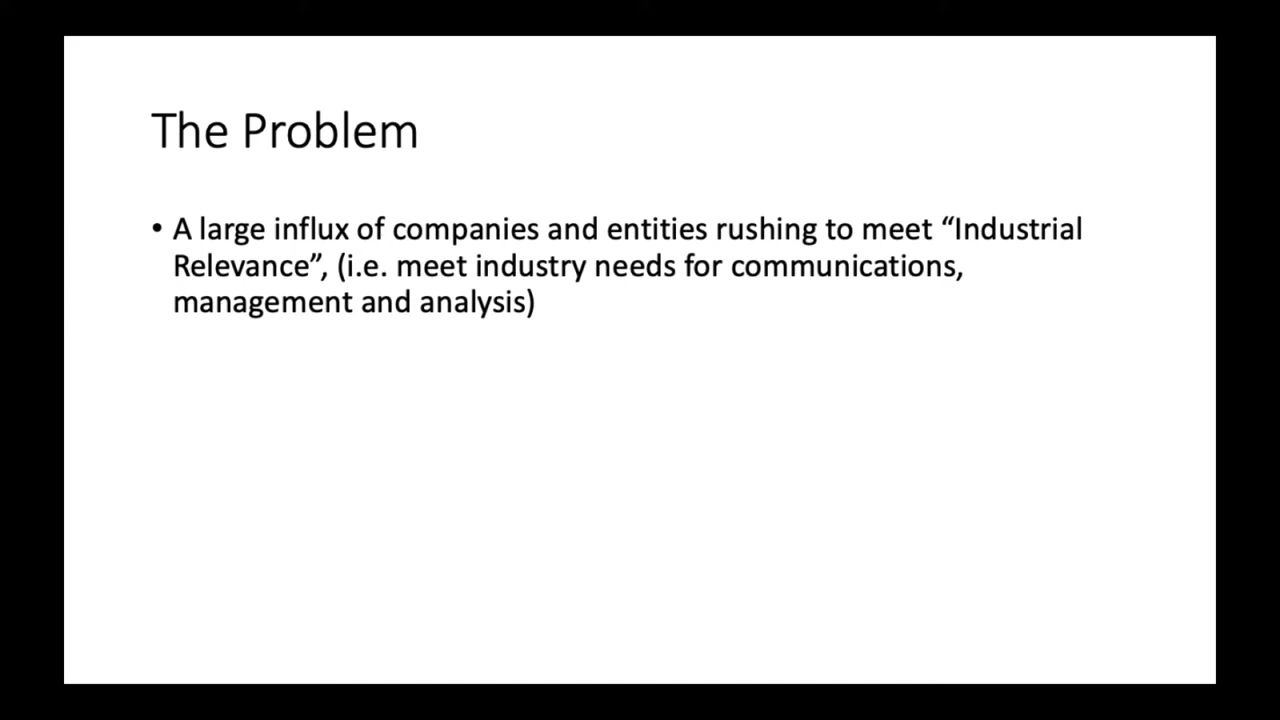 The Problem
• A large influx of companies and entities rushing to meet “Industrial
Relevance”, (i.e. meet industry needs for communications,
management and analysis)